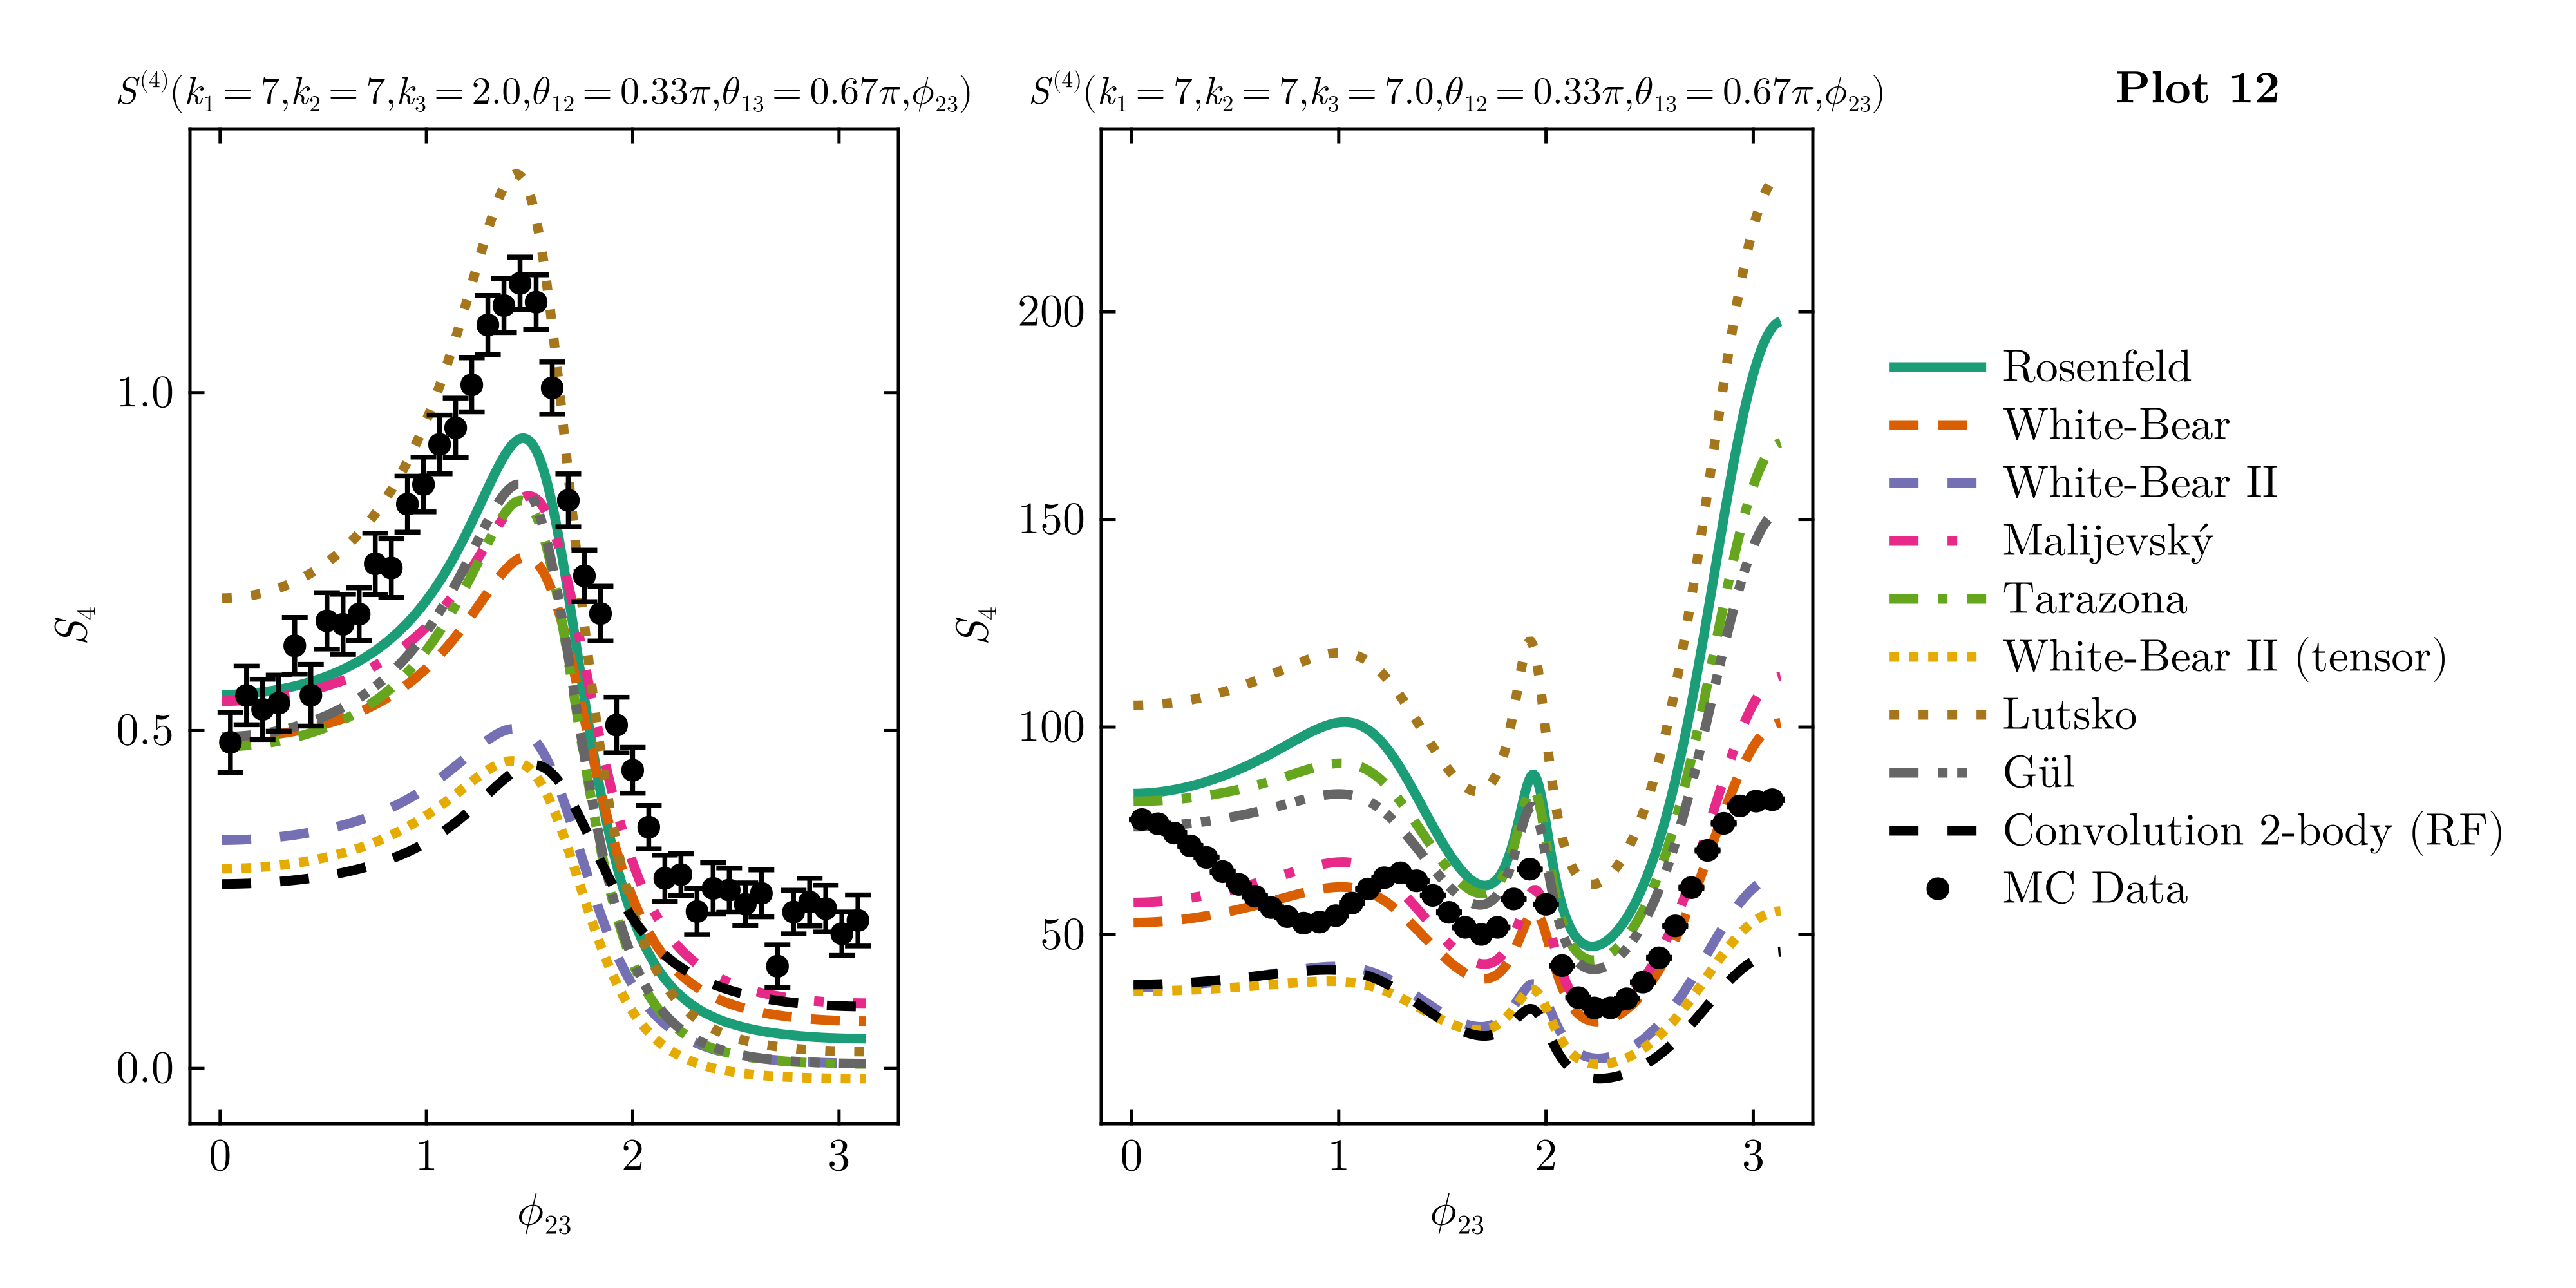 S⁽⁴⁾(k₁ = 7,k₂ = 7,k₃ = 2.0,θ₁₂ = 0.33π,θ₁₃ = 0.67π,ϕ₂₃)
S⁽⁴⁾(k₁ = 7,k₂ = 7,k₃ = 7.0,θ₁₂ = 0.33π,θ₁₃ = 0.67π,ϕ₂₃)
Plot 12
S₄
1.0
0.5
0.0
0 1 2 3
ϕ₂₃
S₄
200
150
100
50
0 1 2 3
ϕ₂₃
Rosenfeld
White-Bear
White-Bear II
Malijevský
Tarazona
White-Bear II (tensor)
Lutsko
Gül
Convolution 2-body (RF)
MC Data